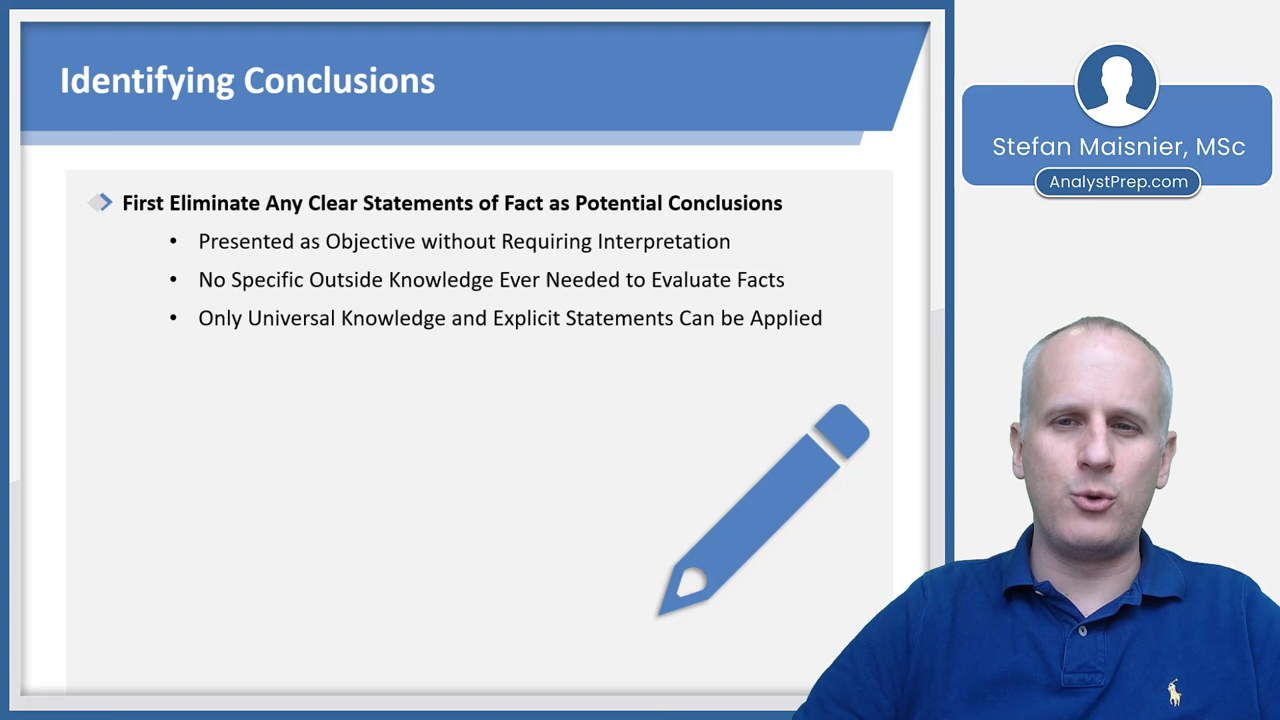 Identifying Conclusions
First Eliminate Any Clear Statements of Fact as Potential Conclusions
• Presented as Objective without Requiring Interpretation
• No Specific Outside Knowledge Ever Needed to Evaluate Facts
• Only Universal Knowledge and Explicit Statements Can be Applied
Stefan Maisnier, MSc
AnalystPrep.com